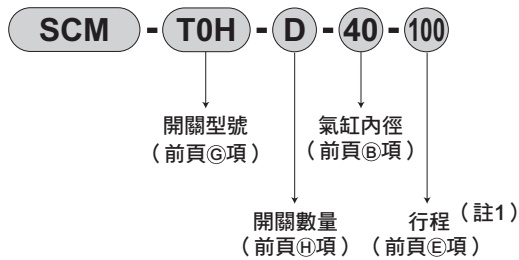 SCM - T0H - D - 40 - 100
開關型號
(前頁Ⓖ項)
氣缸內徑
(前頁Ⓑ項)
開關數量
(前頁Ⓗ項)
行程(註1)
(前頁Ⓔ項)